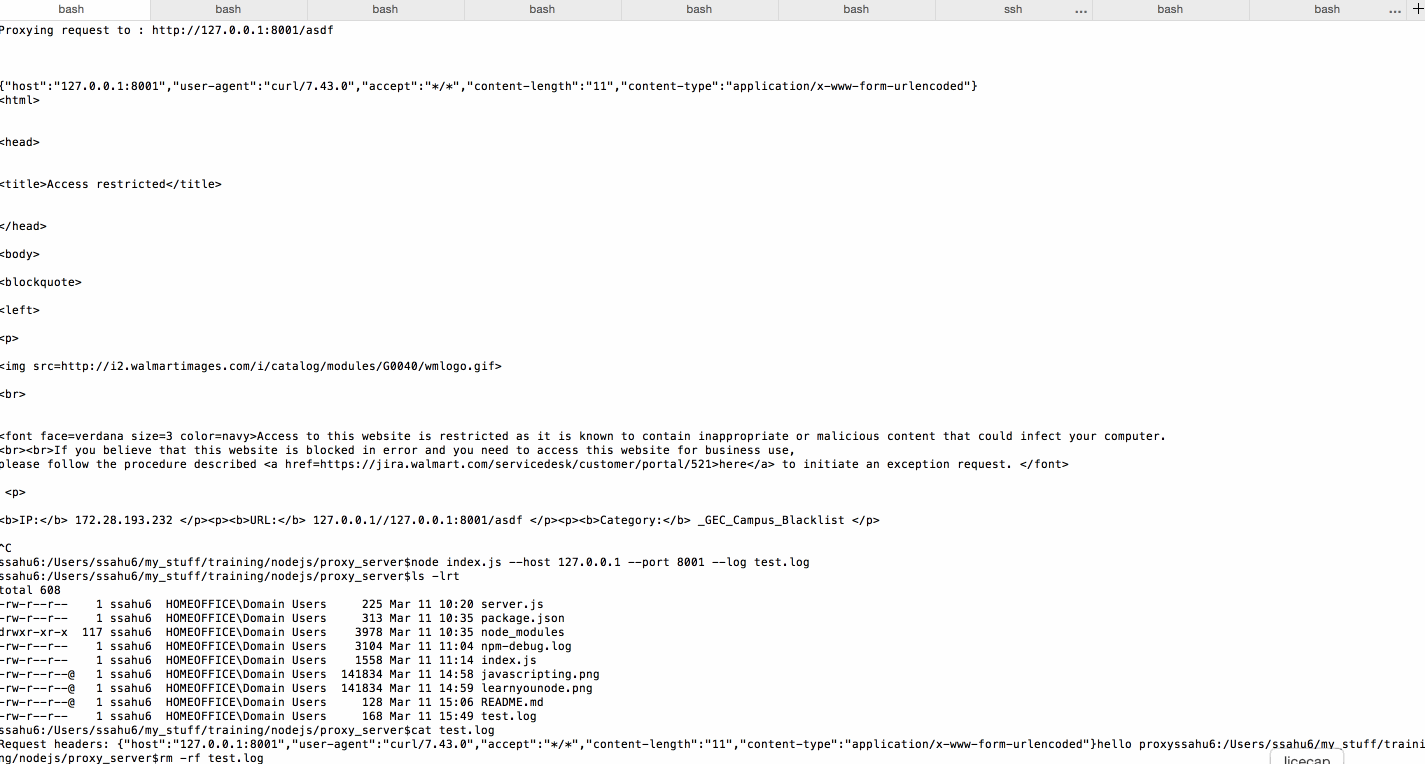 bash bash bash bash bash bash ssh ... bash bash ... +
Proxying request to : http://127.0.0.1:8001/asdf
{"host":"127.0.0.1:8001","user-agent":"curl/7.43.0","accept":"*/*","content-length":"11","content-type":"application/x-www-form-urlencoded"}
<html>
<head>
<title>Access restricted</title>
</head>
<body>
<blockquote>
<left>
<p>
<img src=http://i2.walmartimages.com/i/catalog/modules/G0040/wmlogo.gif>
<br>
<font face=verdana size=3 color=navy>Access to this website is restricted as it is known to contain inappropriate or malicious content that could infect your computer.
<br><br>If you believe that this website is blocked in error and you need to access this website for business use,
please follow the procedure described <a href=https://jira.walmart.com/servicedesk/customer/portal/521>here</a> to initiate an exception request. </font>
<p>
<b>IP:</b> 172.28.193.232 </p><p><b>URL:</b> 127.0.0.1//127.0.0.1:8001/asdf </p><p><b>Category:</b> _GEC_Campus_Blacklist </p>
^C
ssahu6:/Users/ssahu6/my_stuff/training/nodejs/proxy_server$node index.js --host 127.0.0.1 --port 8001 --log test.log
ssahu6:/Users/ssahu6/my_stuff/training/nodejs/proxy_server$ls -lrt
total 608
-rw-r--r--    1 ssahu6  HOMEOFFICE\Domain Users     225 Mar 11 10:20 server.js
-rw-r--r--    1 ssahu6  HOMEOFFICE\Domain Users     313 Mar 11 10:35 package.json
drwxr-xr-x  117 ssahu6  HOMEOFFICE\Domain Users    3978 Mar 11 10:35 node_modules
-rw-r--r--    1 ssahu6  HOMEOFFICE\Domain Users    3104 Mar 11 11:04 npm-debug.log
-rw-r--r--    1 ssahu6  HOMEOFFICE\Domain Users    1558 Mar 11 11:14 index.js
-rw-r--r--@   1 ssahu6  HOMEOFFICE\Domain Users  141834 Mar 11 14:58 javascripting.png
-rw-r--r--@   1 ssahu6  HOMEOFFICE\Domain Users  141834 Mar 11 14:59 learnyounode.png
-rw-r--r--@   1 ssahu6  HOMEOFFICE\Domain Users     128 Mar 11 15:06 README.md
-rw-r--r--    1 ssahu6  HOMEOFFICE\Domain Users     168 Mar 11 15:49 test.log
ssahu6:/Users/ssahu6/my_stuff/training/nodejs/proxy_server$cat test.log
Request headers: {"host":"127.0.0.1:8001","user-agent":"curl/7.43.0","accept":"*/*","content-length":"11","content-type":"application/x-www-form-urlencoded"}hello proxyssahu6:/Users/ssahu6/my_stuff/traini
ng/nodejs/proxy_server$rm -rf test.log
licecap